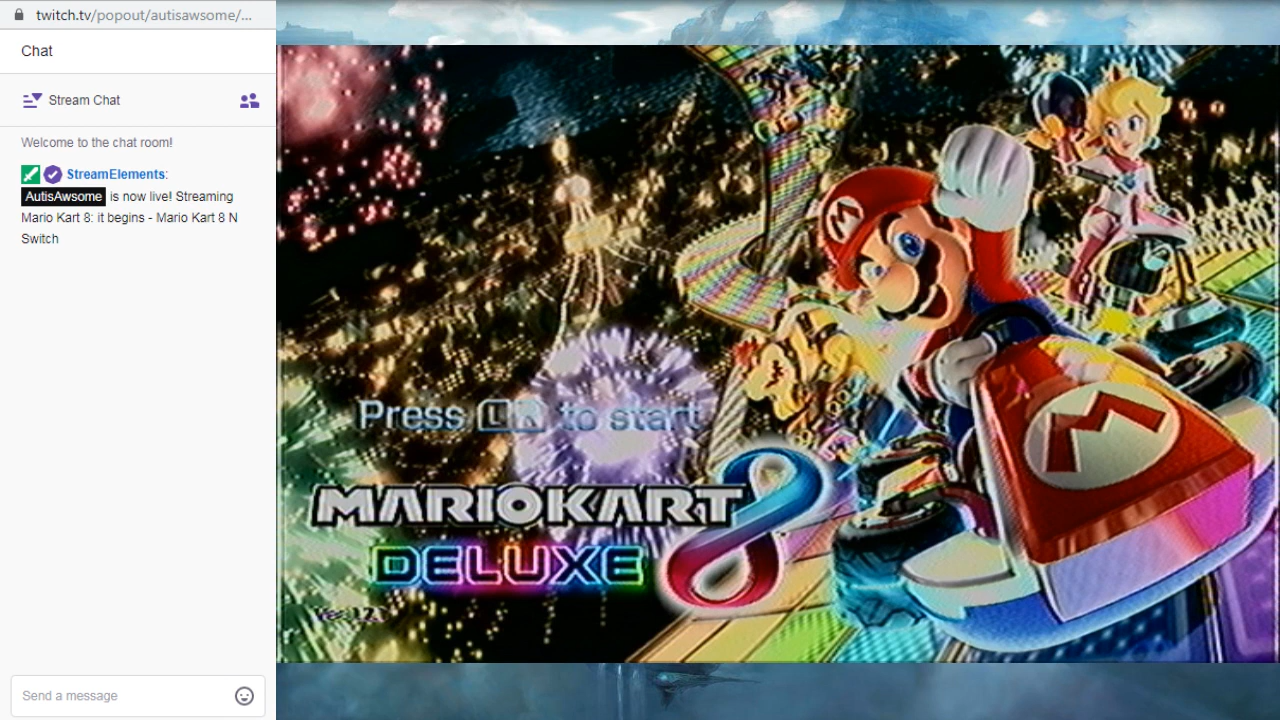 twitch.tv/popout/autisawsome/...
Chat
Stream Chat
Welcome to the chat room!
StreamElements:
AutisAwsome is now live! Streaming
Mario Kart 8: it begins - Mario Kart 8 N
Switch
Send a message
Press L R to start
MARIOKART 8
DELUXE
M
M